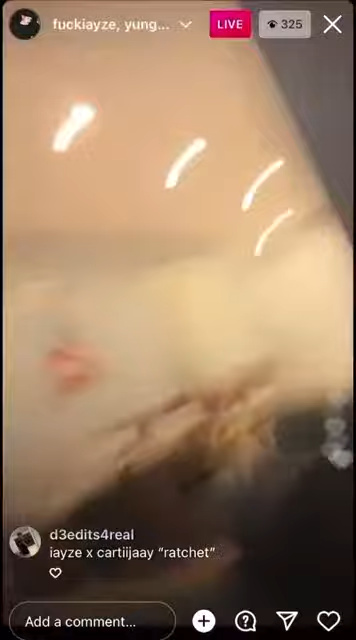 fuckiayze, yung...
LIVE
325
d3edits4real
iayze x cartiijaay “ratchet”
Add a comment...